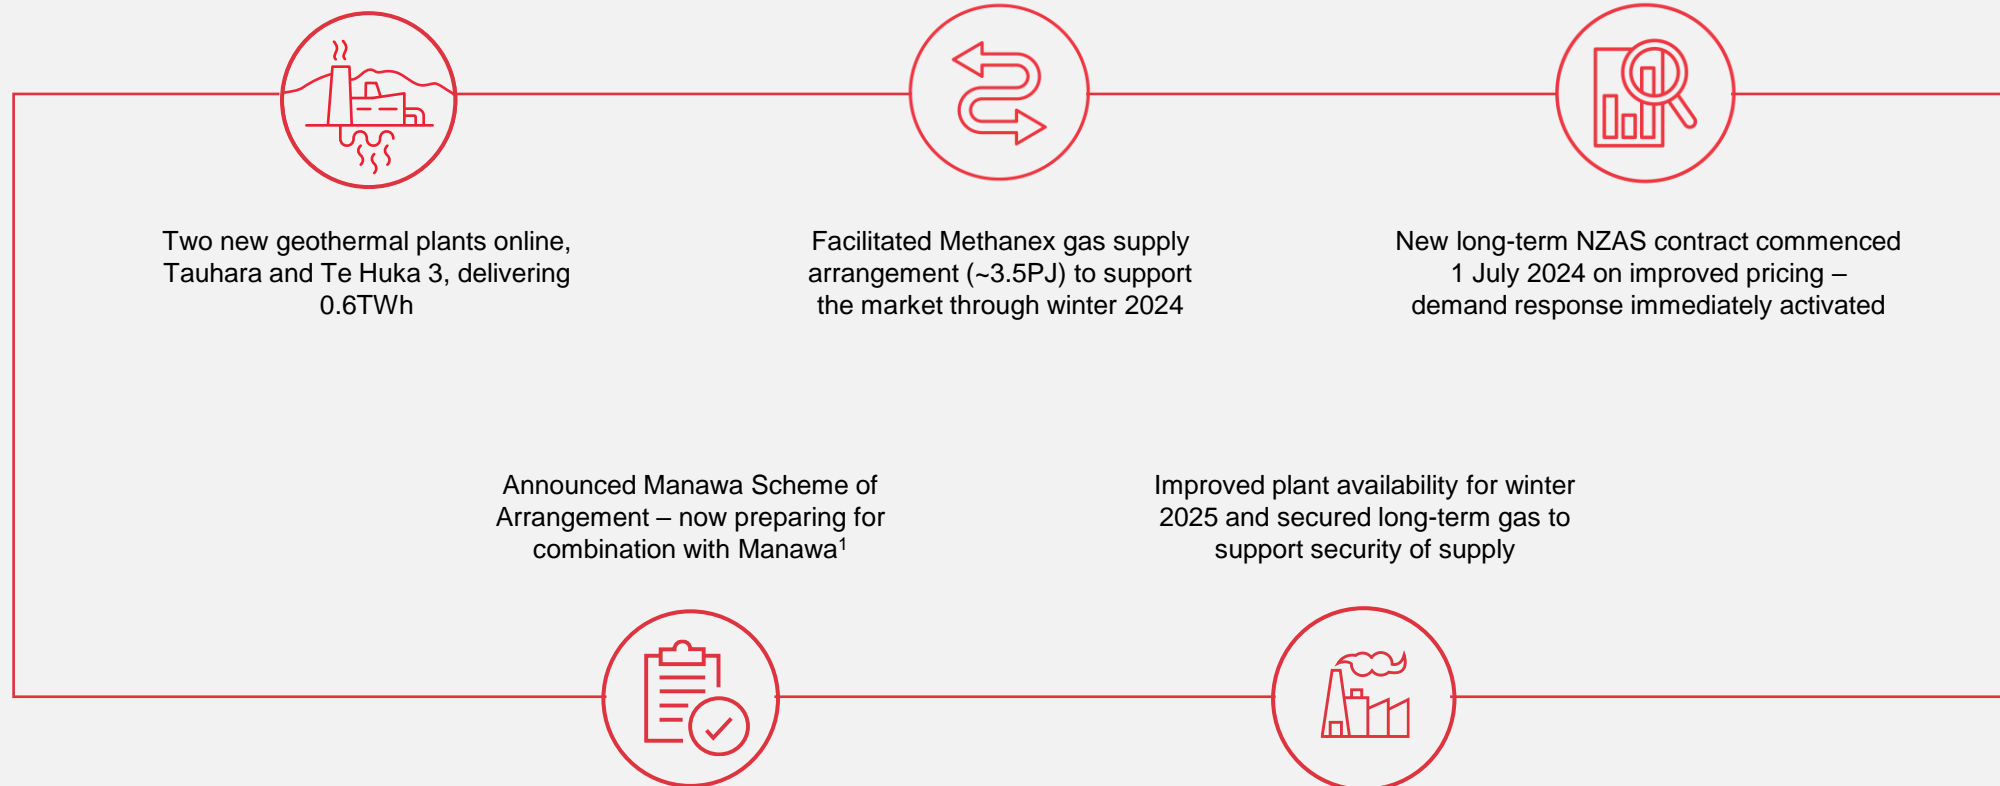 Two new geothermal plants online,
Tauhara and Te Huka 3, delivering
0.6TWh
Facilitated Methanex gas supply
arrangement (~3.5PJ) to support
the market through winter 2024
New long-term NZAS contract commenced
1 July 2024 on improved pricing –
demand response immediately activated
Announced Manawa Scheme of
Arrangement – now preparing for
combination with Manawa¹
Improved plant availability for winter
2025 and secured long-term gas to
support security of supply